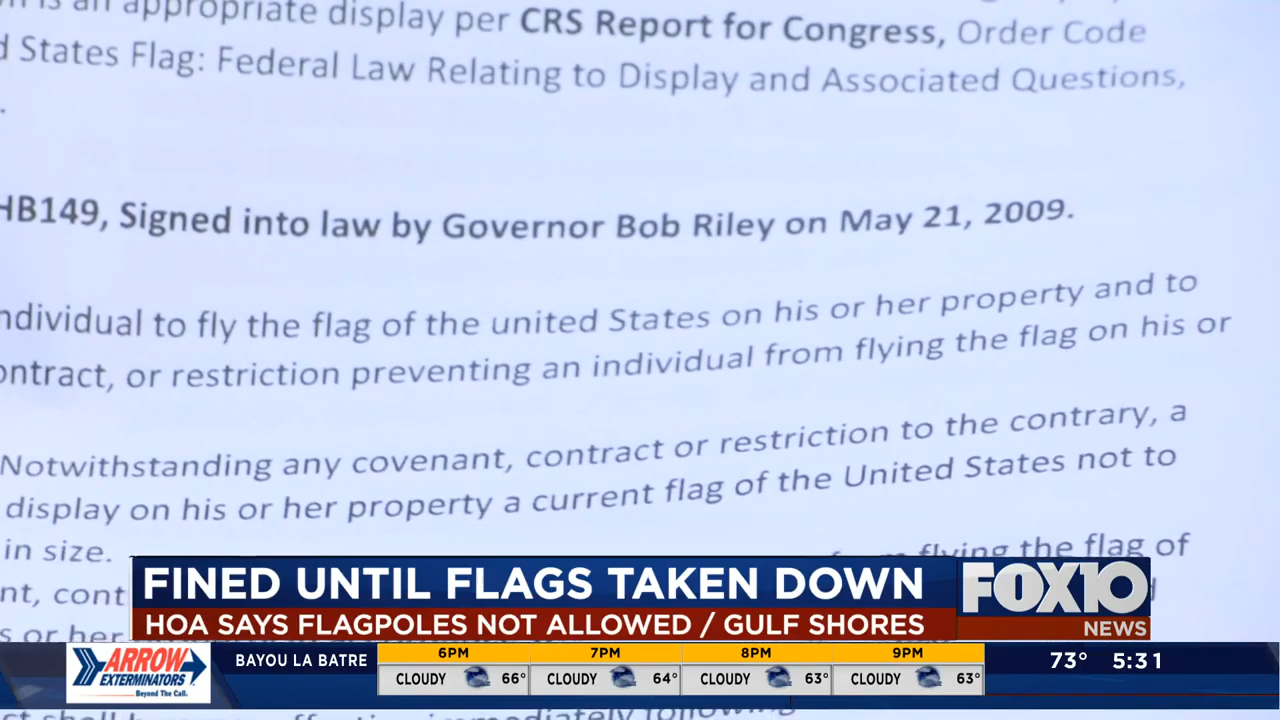 an appropriate display per CRS Report for Congress, Order Code
States Flag: Federal Law Relating to Display and Associated Questions,
HB149, Signed into law by Governor Bob Riley on May 21, 2009.
to fly the flag of the united States on his or her property and to
or restriction preventing an individual from flying the flag on his or
Notwithstanding any covenant, contract or restriction to the contrary, a
display on his or her property a current flag of the United States not to
in size.
flying the flag of
FINED UNTIL FLAGS TAKEN DOWN
HOA SAYS FLAGPOLES NOT ALLOWED / GULF SHORES
FOX10
NEWS
or her
ARROW
EXTERMINATORS
Beyond The Call.
BAYOU LA BATRE
6PM 7PM 8PM 9PM
CLOUDY 66° CLOUDY 64° CLOUDY 63° CLOUDY 63°
73° 5:31